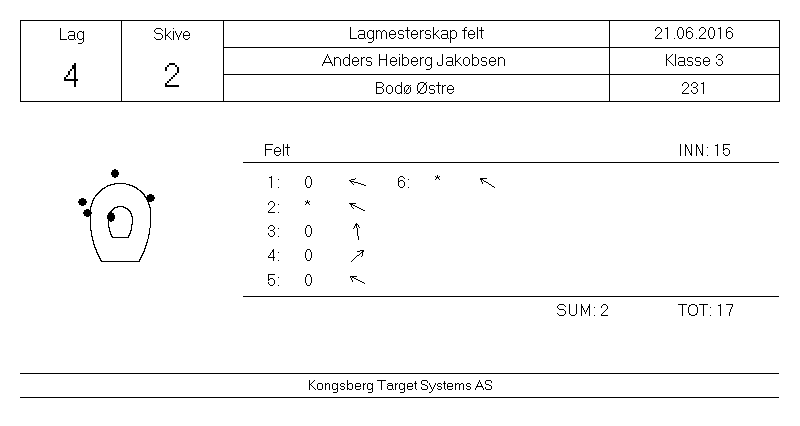 Lag Skive Lagmesterskap felt 21.06.2016
4 2 Anders Heiberg Jakobsen Klasse 3
Bodø Østre 231
Felt INN: 15
1: 0 6: *
2: *
3: 0
4: 0
5: 0
SUM: 2 TOT: 17
Kongsberg Target Systems AS